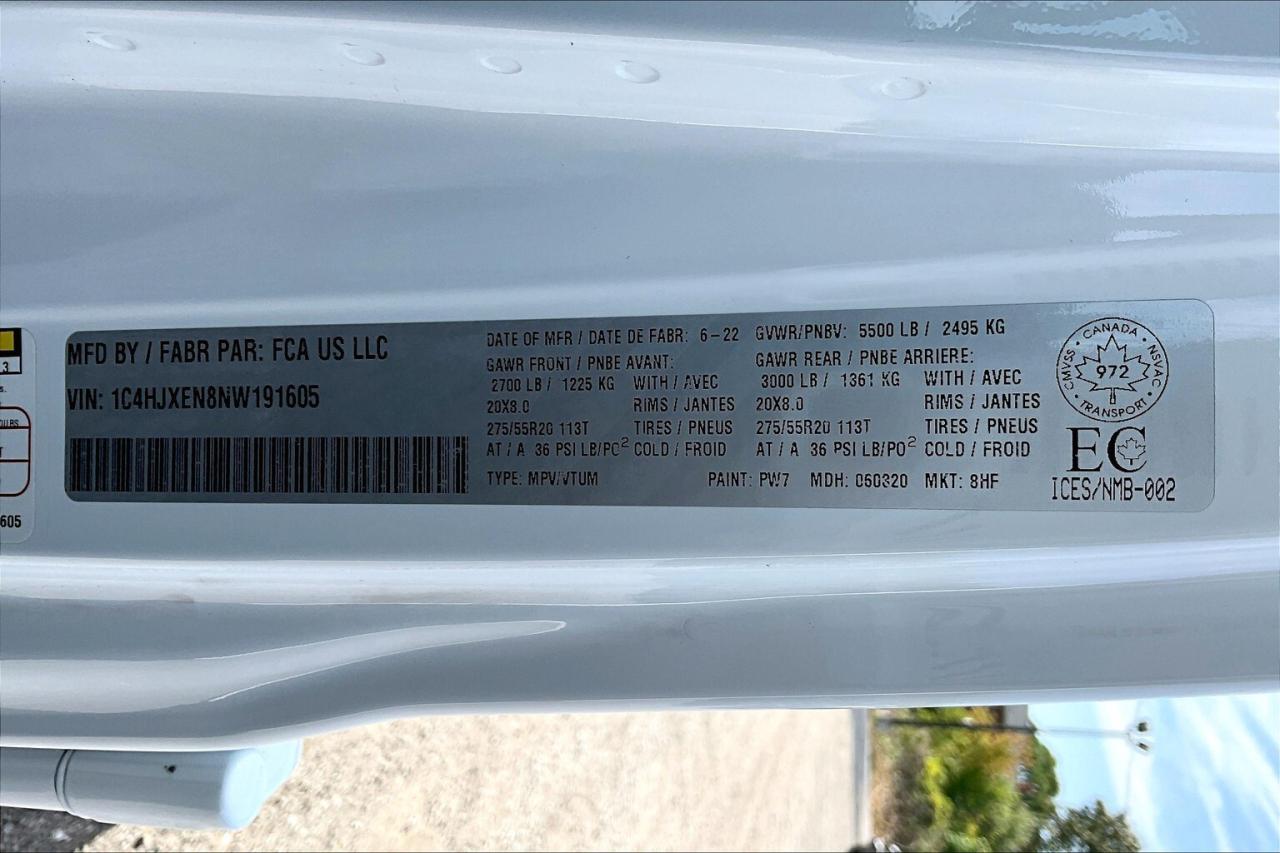 MFD BY / FABR PAR: FCA US LLC
VIN: 1C4HJXEN8NW191605
DATE OF MFR / DATE DE FABR: 6-22
GVWR/PNBV: 5500 LB / 2495 KG
GAWR FRONT / PNBE AVANT:
2700 LB / 1225 KG WITH / AVEC
20X8.0 RIMS / JANTES
275/55R20 113T TIRES / PNEUS
AT / A 36 PSI LB/PO² COLD / FROID
GAWR REAR / PNBE ARRIERE:
3000 LB / 1361 KG WITH / AVEC
20X8.0 RIMS / JANTES
275/55R20 113T TIRES / PNEUS
AT / A 36 PSI LB/PO² COLD / FROID
TYPE: MPV/VTUM PAINT: PW7 MDH: 060320 MKT: 8HF
CANADA
CMVSS 972 NSVAC
TRANSPORT
EC
ICES/NMB-002
3
605